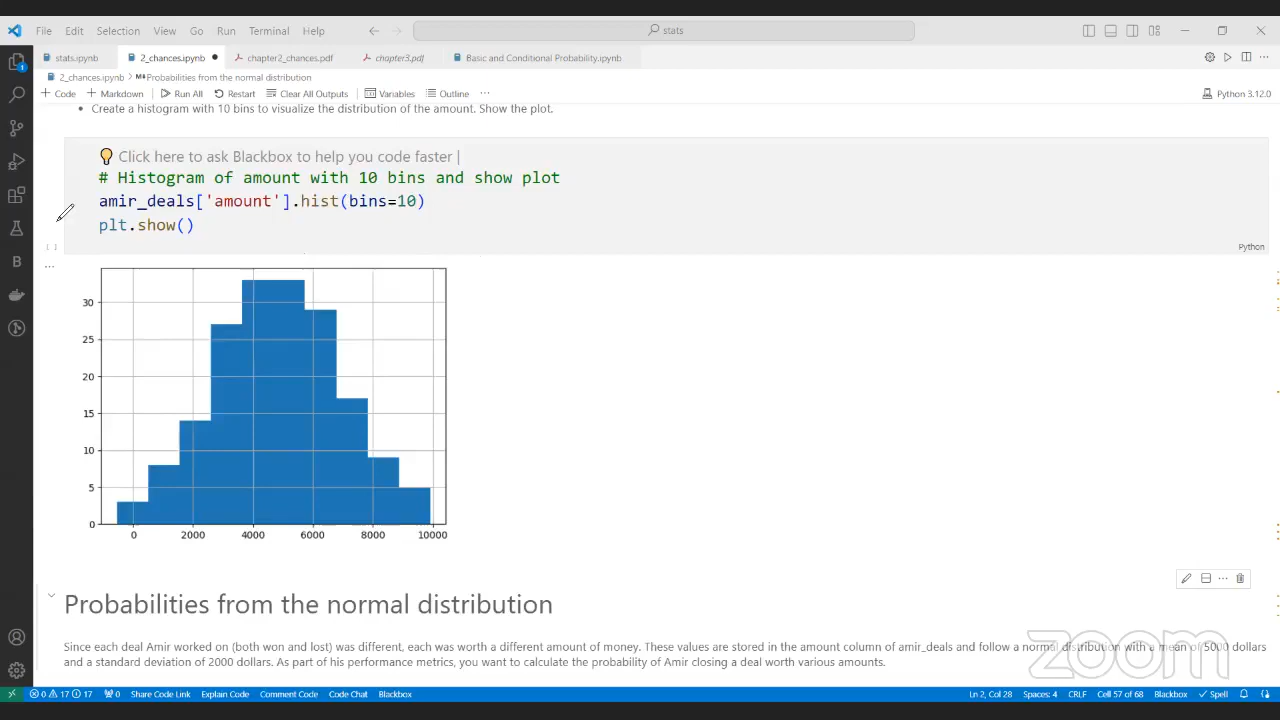 File Edit Selection View Go Run Terminal Help stats
stats.ipynb 2_chances.ipynb chapter2_chances.pdf chapter3.pdf Basic and Conditional Probability.ipynb
2_chances.ipynb > M↓Probabilities from the normal distribution
+ Code + Markdown Run All Restart Clear All Outputs Variables Outline ... Python 3.12.0
• Create a histogram with 10 bins to visualize the distribution of the amount. Show the plot.
Click here to ask Blackbox to help you code faster |
# Histogram of amount with 10 bins and show plot
amir_deals['amount'].hist(bins=10)
plt.show()
[ ] Python
...
30
25
20
15
10
5
0
0 2000 4000 6000 8000 10000
Probabilities from the normal distribution
Since each deal Amir worked on (both won and lost) was different, each was worth a different amount of money. These values are stored in the amount column of amir_deals and follow a normal distribution with a mean of 5000 dollars
and a standard deviation of 2000 dollars. As part of his performance metrics, you want to calculate the probability of Amir closing a deal worth various amounts.
zoom
0 17 17 0 Share Code Link Explain Code Comment Code Code Chat Blackbox Ln 2, Col 28 Spaces: 4 CRLF Cell 57 of 68 Blackbox Spell